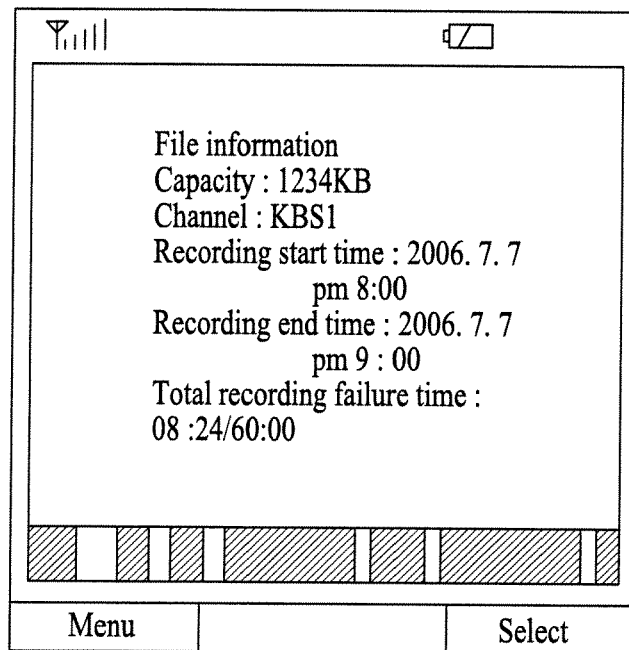 File information
Capacity : 1234KB
Channel : KBS1
Recording start time : 2006. 7. 7
pm 8:00
Recording end time : 2006. 7. 7
pm 9 : 00
Total recording failure time :
08 :24/60:00
Menu
Select